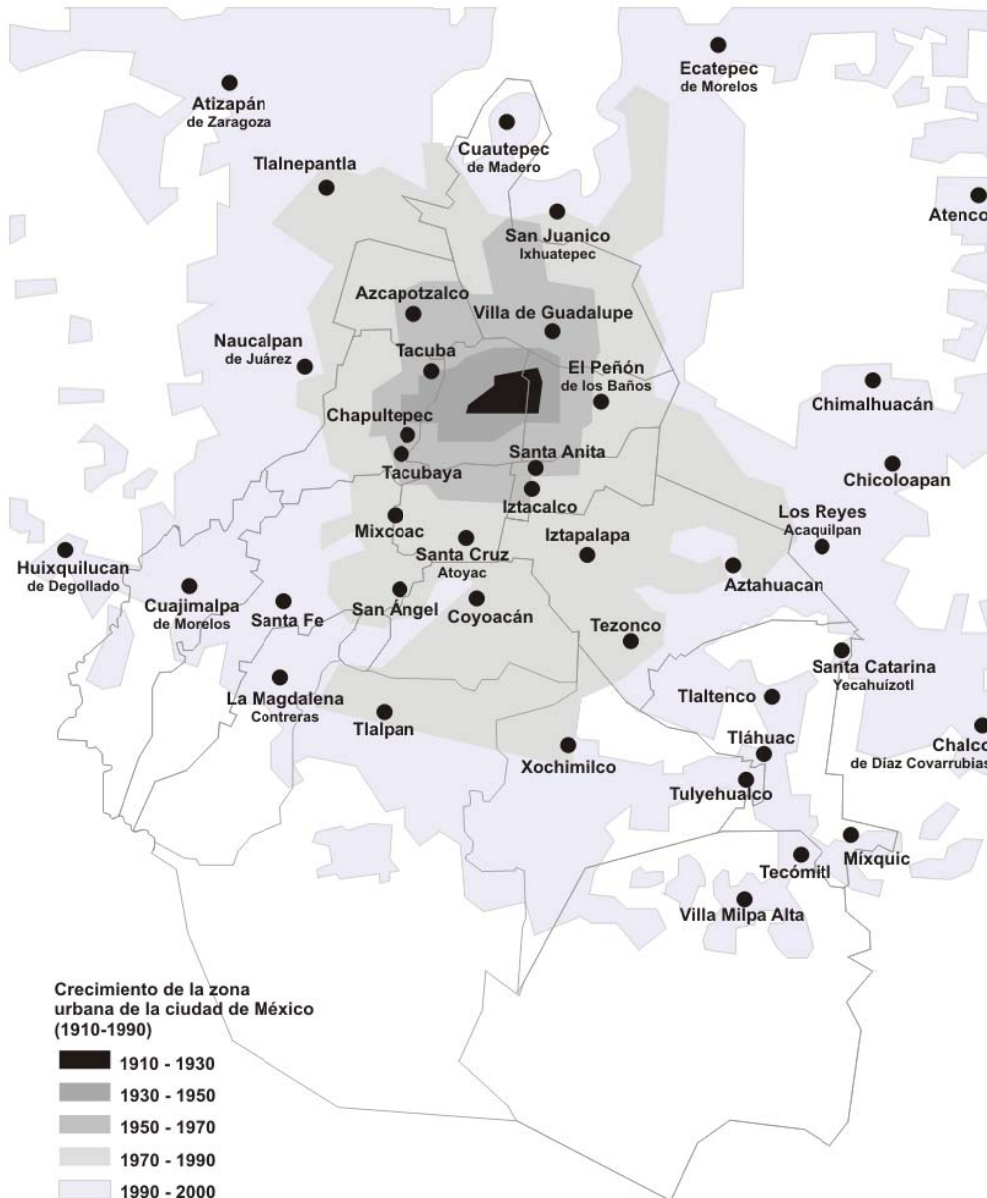 Ecatepec
de Morelos
Atizapán
de Zaragoza
Cuautepec
de Madero
Tlalnepantla
Atenco
San Juanico
Ixhuatepec
Azcapotzalco
Villa de Guadalupe
Naucalpan
de Juárez
Tacuba
El Peñón
de los Baños
Chimalhuacán
Chapultepec
Santa Anita
Tacubaya
Chicoloapan
Iztacalco
Los Reyes
Acaquilpan
Mixcoac
Iztapalapa
Santa Cruz
Atoyac
Huixquilucan
de Degollado
Aztahuacan
Cuajimalpa
de Morelos
Santa Fe
San Ángel
Coyoacán
Tezonco
Santa Catarina
Yecahuízotl
La Magdalena
Contreras
Tlaltenco
Tlalpan
Tláhuac
Chalco
de Díaz Covarrubias
Xochimilco
Tulyehualco
Mixquic
Tecómitl
Villa Milpa Alta
Crecimiento de la zona
urbana de la ciudad de México
(1910-1990)
1910 - 1930
1930 - 1950
1950 - 1970
1970 - 1990
1990 - 2000